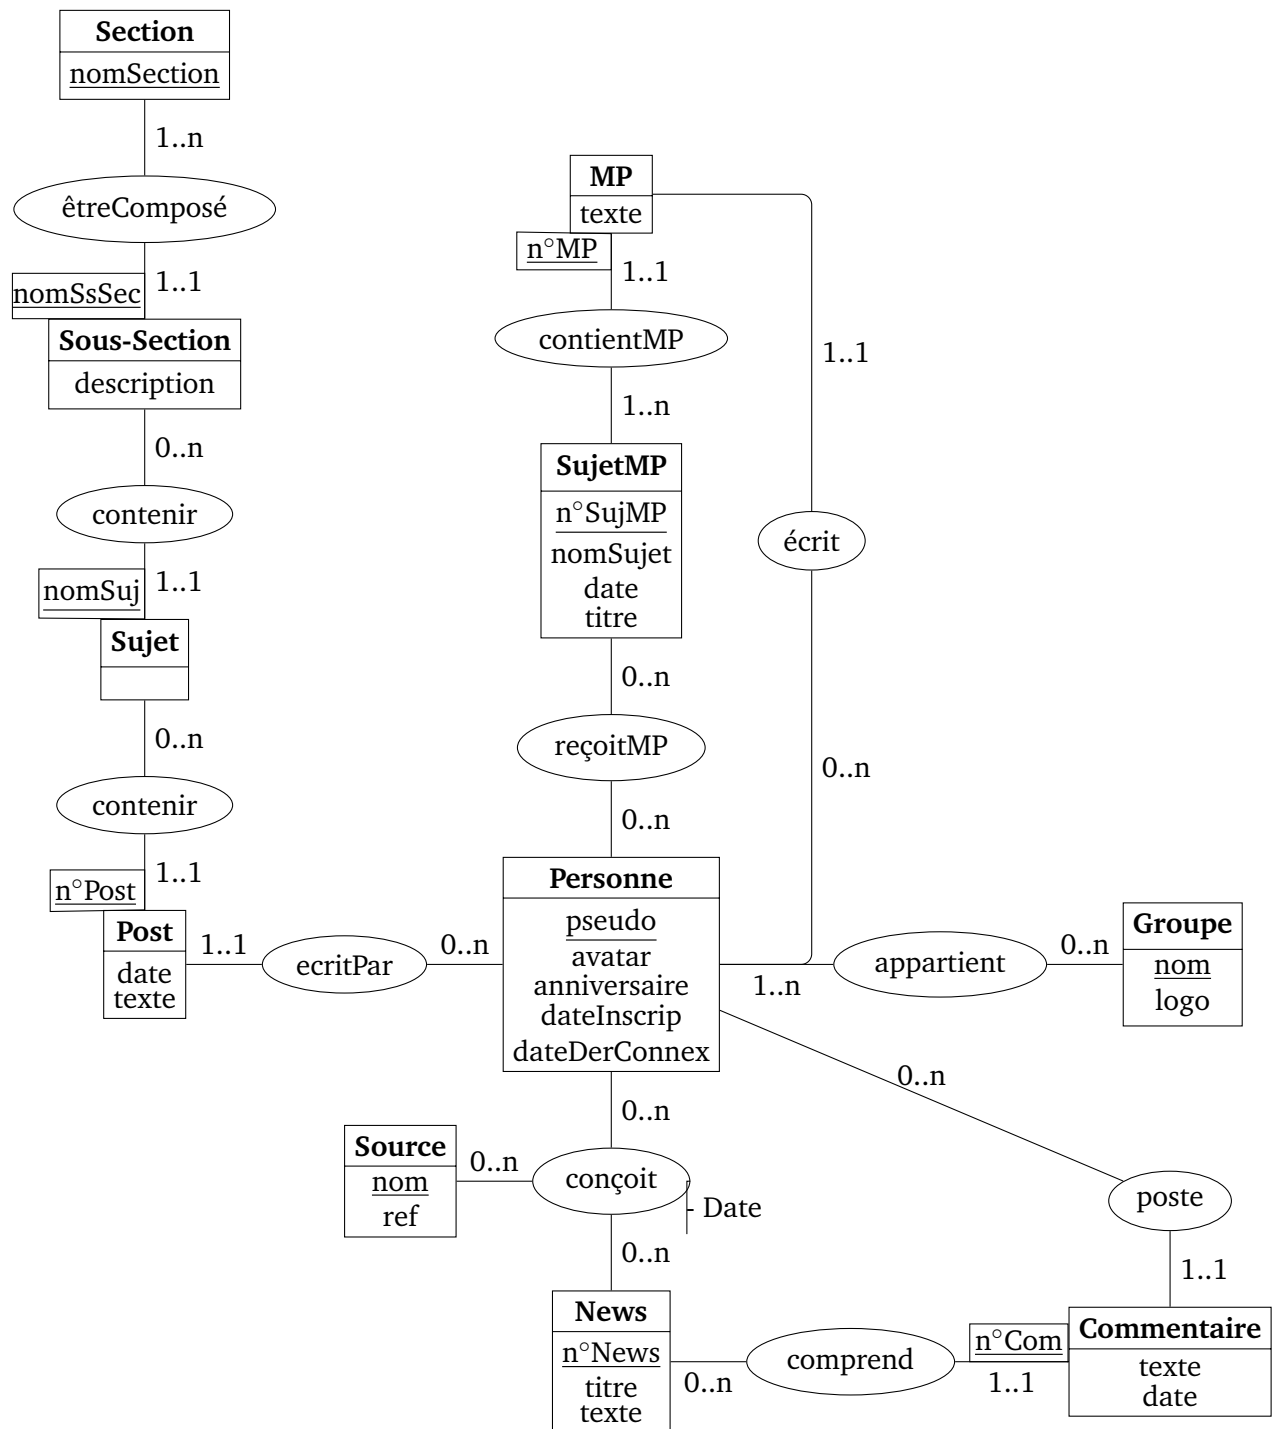 Section
nomSection
1..n
êtreComposé
1..1
nomSsSec
Sous-Section
description
0..n
contenir
1..1
nomSuj
Sujet
0..n
contenir
1..1
n°Post
Post
date
texte
1..1
ecritPar
0..n
MP
texte
n°MP
1..1
contientMP
1..n
SujetMP
n°SujMP
nomSujet
date
titre
0..n
reçoitMP
0..n
1..1
écrit
0..n
Personne
pseudo
avatar
anniversaire
dateInscrip
dateDerConnex
1..n
appartient
0..n
Groupe
nom
logo
0..n
poste
1..1
0..n
Source
nom
ref
0..n
conçoit
- Date
0..n
News
n°News
titre
texte
0..n
comprend
1..1
n°Com
Commentaire
texte
date